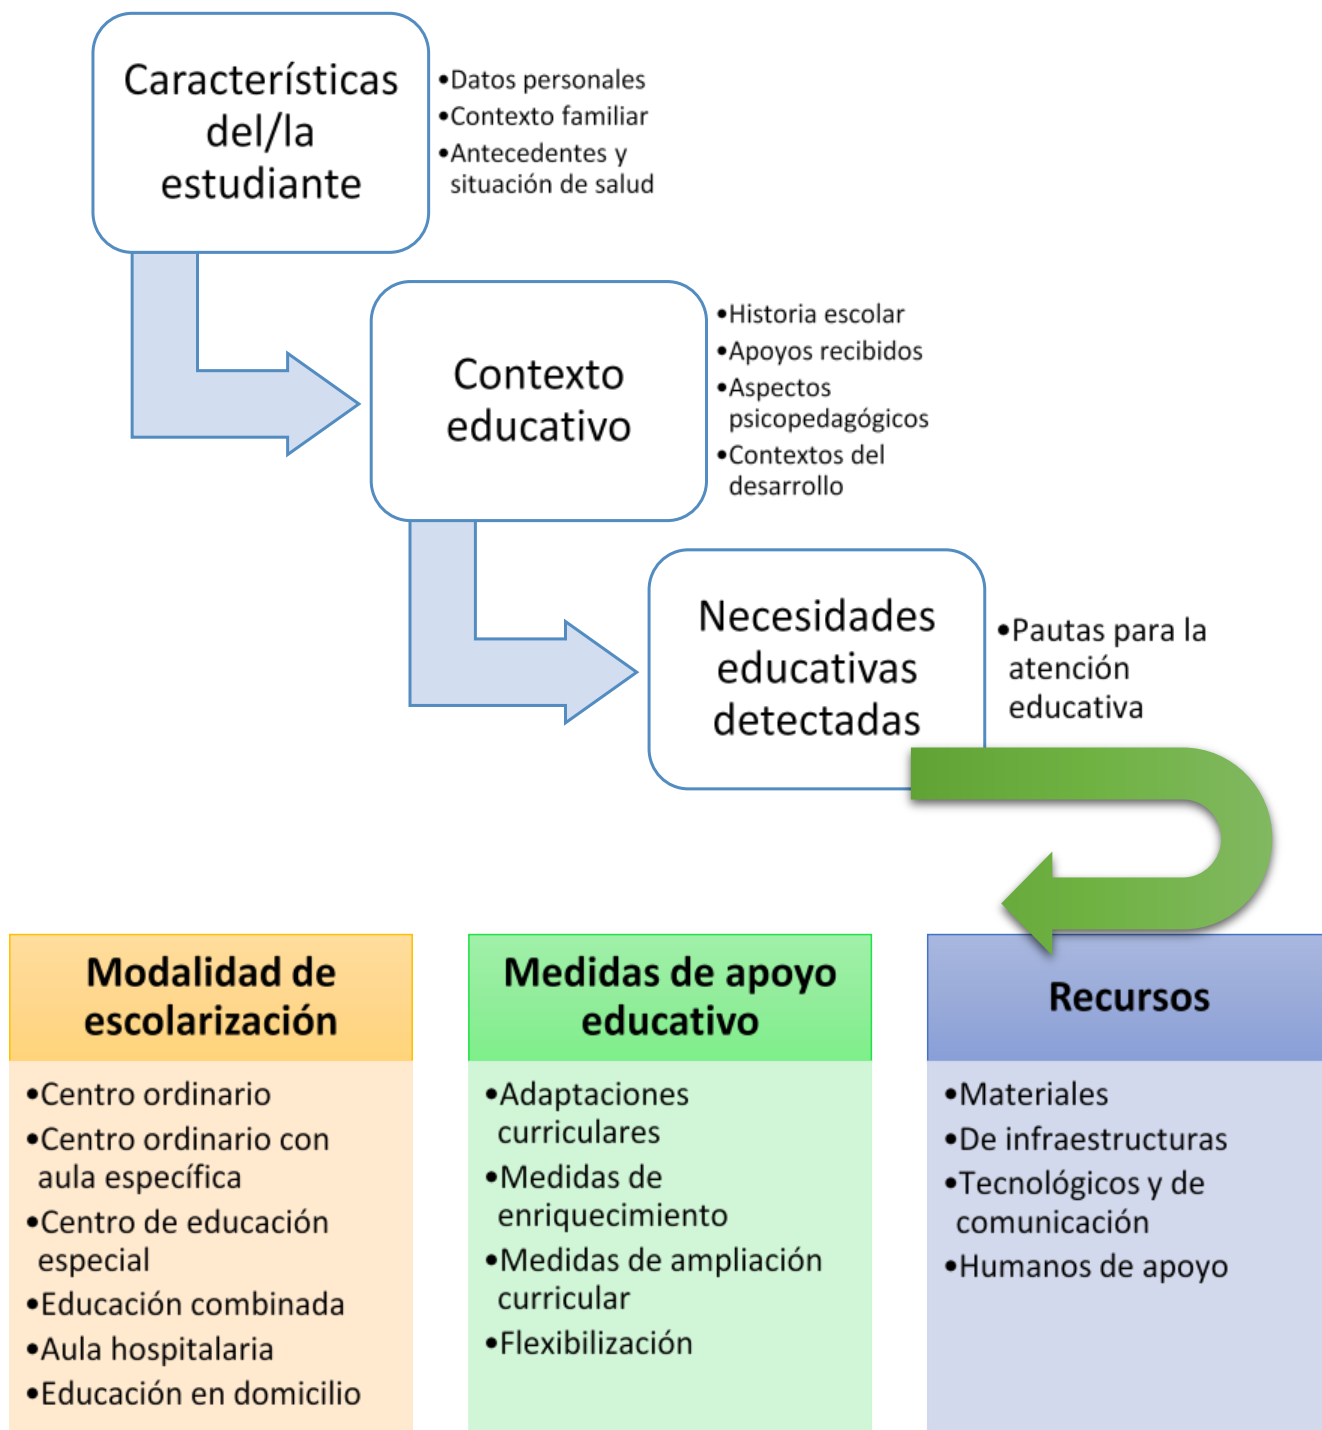 Característícas
del/la
estudiante
•Datos personales
•Contexto familiar
•Antecedentes y
situación de salud
Contexto
educativo
•Historia escolar
•Apoyos recibidos
•Aspectos
psicopedagógicos
•Contextos del
desarrollo
Necesidades
educativas
detectadas
•Pautas para la
atención
educativa
Modalidad de
escolarización
•Centro ordinario
•Centro ordinario con
aula específica
•Centro de educación
especial
•Educación combinada
•Aula hospitalaria
•Educación en domicilio
Medidas de apoyo
educativo
•Adaptaciones
curriculares
•Medidas de
enriquecimiento
•Medidas de ampliación
curricular
•Flexibilización
Recursos
•Materiales
•De infraestructuras
•Tecnológicos y de
comunicación
•Humanos de apoyo